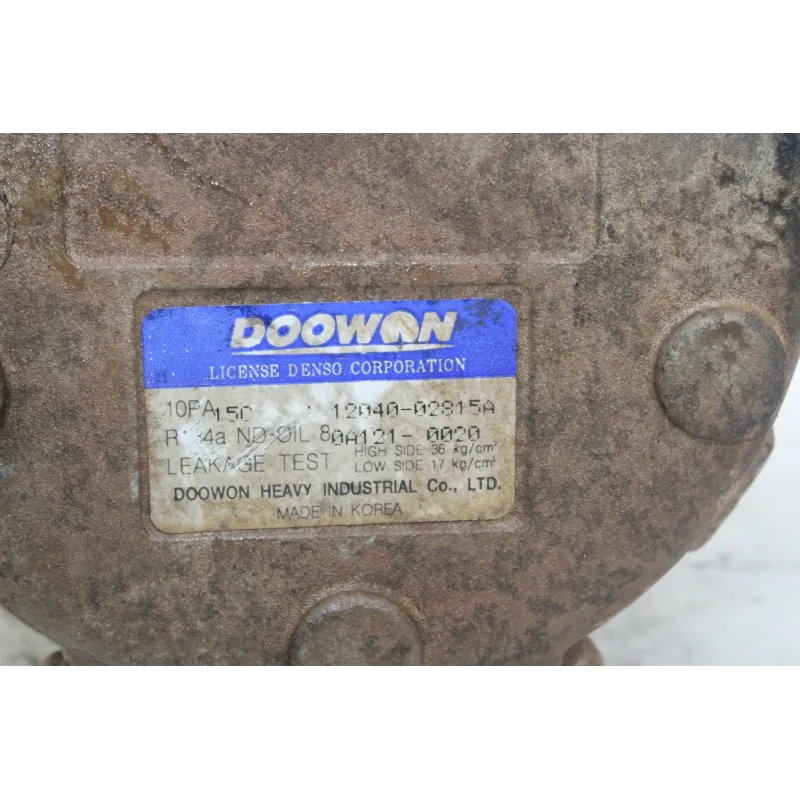 DOOWON
LICENSE DENSO CORPORATION
10PA15C 12040-02815A
R134a ND-OIL 8 0A121-0020
LEAKAGE TEST HIGH SIDE 36 kg/cm²
LOW SIDE 17 kg/cm²
DOOWON HEAVY INDUSTRIAL Co., LTD.
MADE IN KOREA